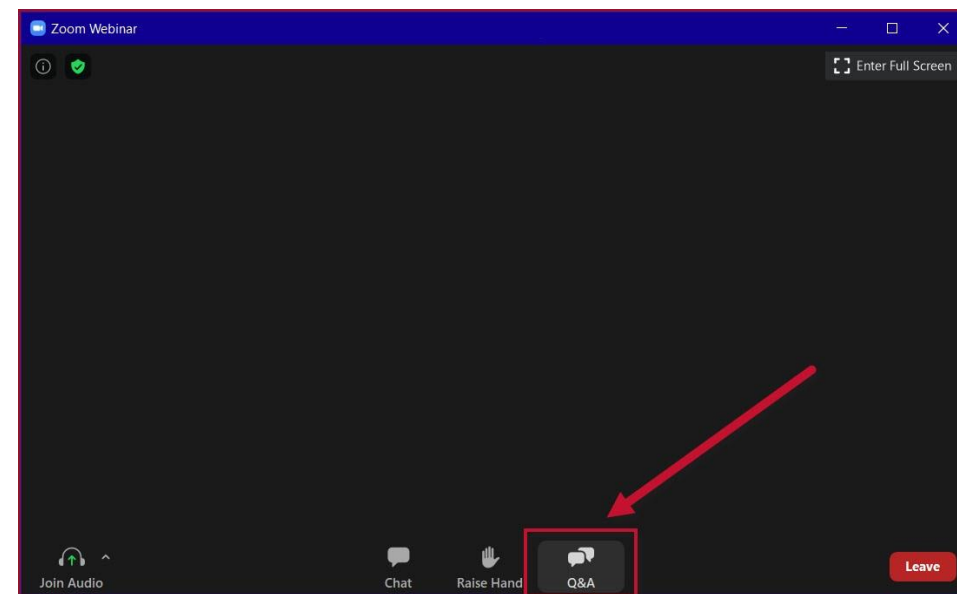 Zoom Webinar
Enter Full Screen
Join Audio
Chat
Raise Hand
Q&A
Leave